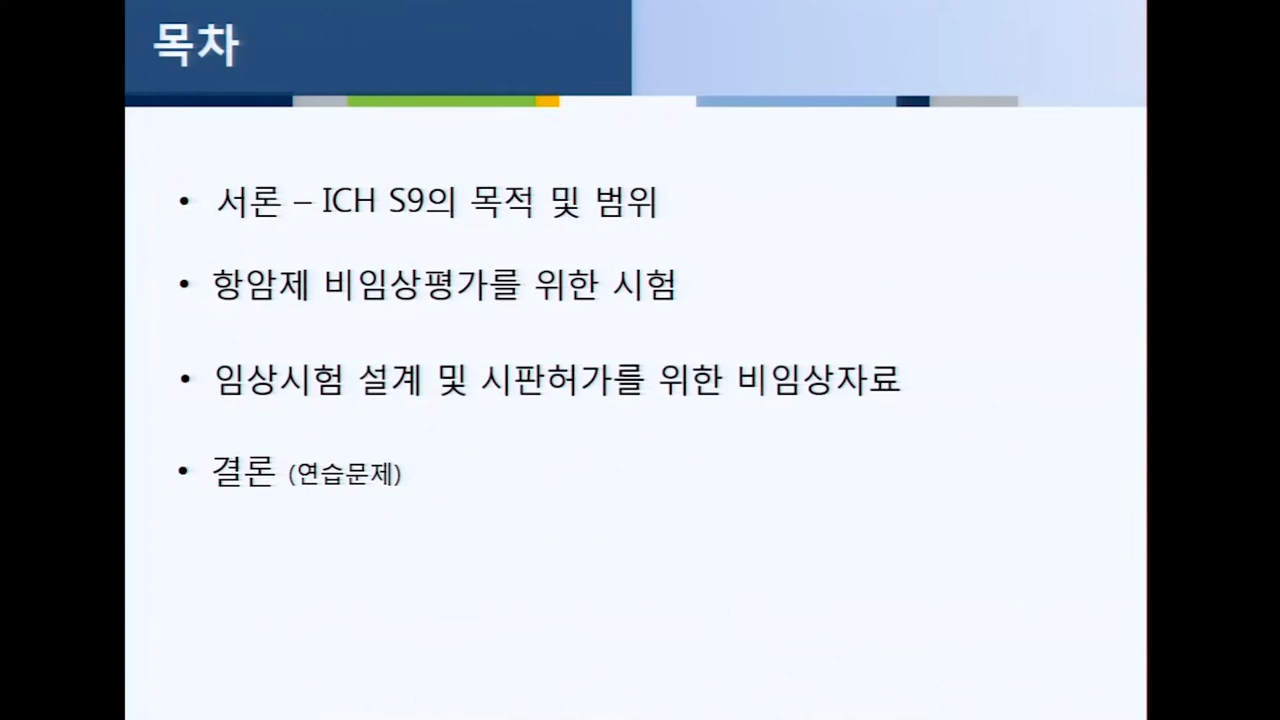 목차
• 서론 – ICH S9의 목적 및 범위
• 항암제 비임상평가를 위한 시험
• 임상시험 설계 및 시판허가를 위한 비임상자료
• 결론 (연습문제)